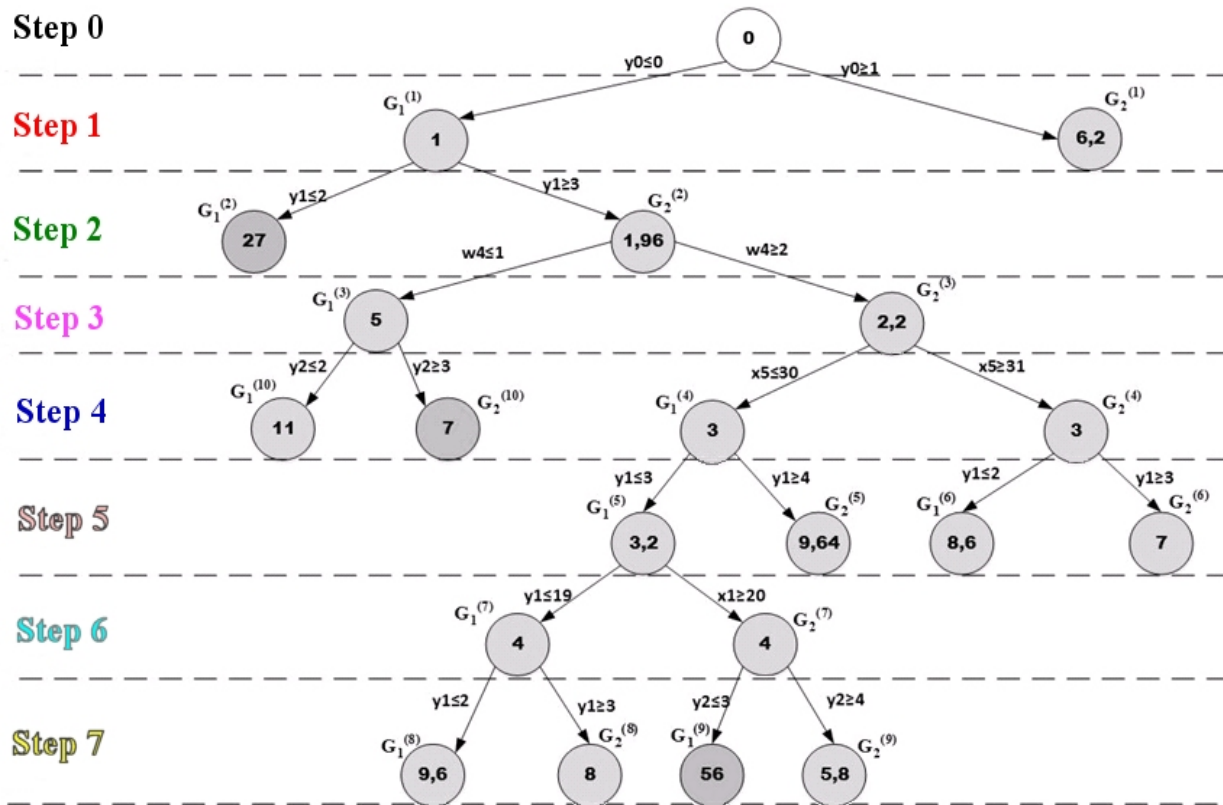 Step 0
0
y0≤0
y0≥1
Step 1
G₁⁽¹⁾
1
G₂⁽¹⁾
6,2
y1≤2
y1≥3
Step 2
G₁⁽²⁾
27
G₂⁽²⁾
1,96
w4≤1
w4≥2
Step 3
G₁⁽³⁾
5
G₂⁽³⁾
2,2
y2≤2
y2≥3
x5≤30
x5≥31
Step 4
G₁⁽¹⁰⁾
11
7
G₂⁽¹⁰⁾
G₁⁽⁴⁾
3
G₂⁽⁴⁾
3
y1≤3
y1≥4
y1≤2
y1≥3
Step 5
G₁⁽⁵⁾
3,2
G₂⁽⁵⁾
9,64
G₁⁽⁶⁾
8,6
G₂⁽⁶⁾
7
y1≤19
x1≥20
Step 6
G₁⁽⁷⁾
4
G₂⁽⁷⁾
4
y1≤2
y1≥3
y2≤3
y2≥4
Step 7
G₁⁽⁸⁾
9,6
G₂⁽⁸⁾
8
G₁⁽⁹⁾
56
G₂⁽⁹⁾
5,8